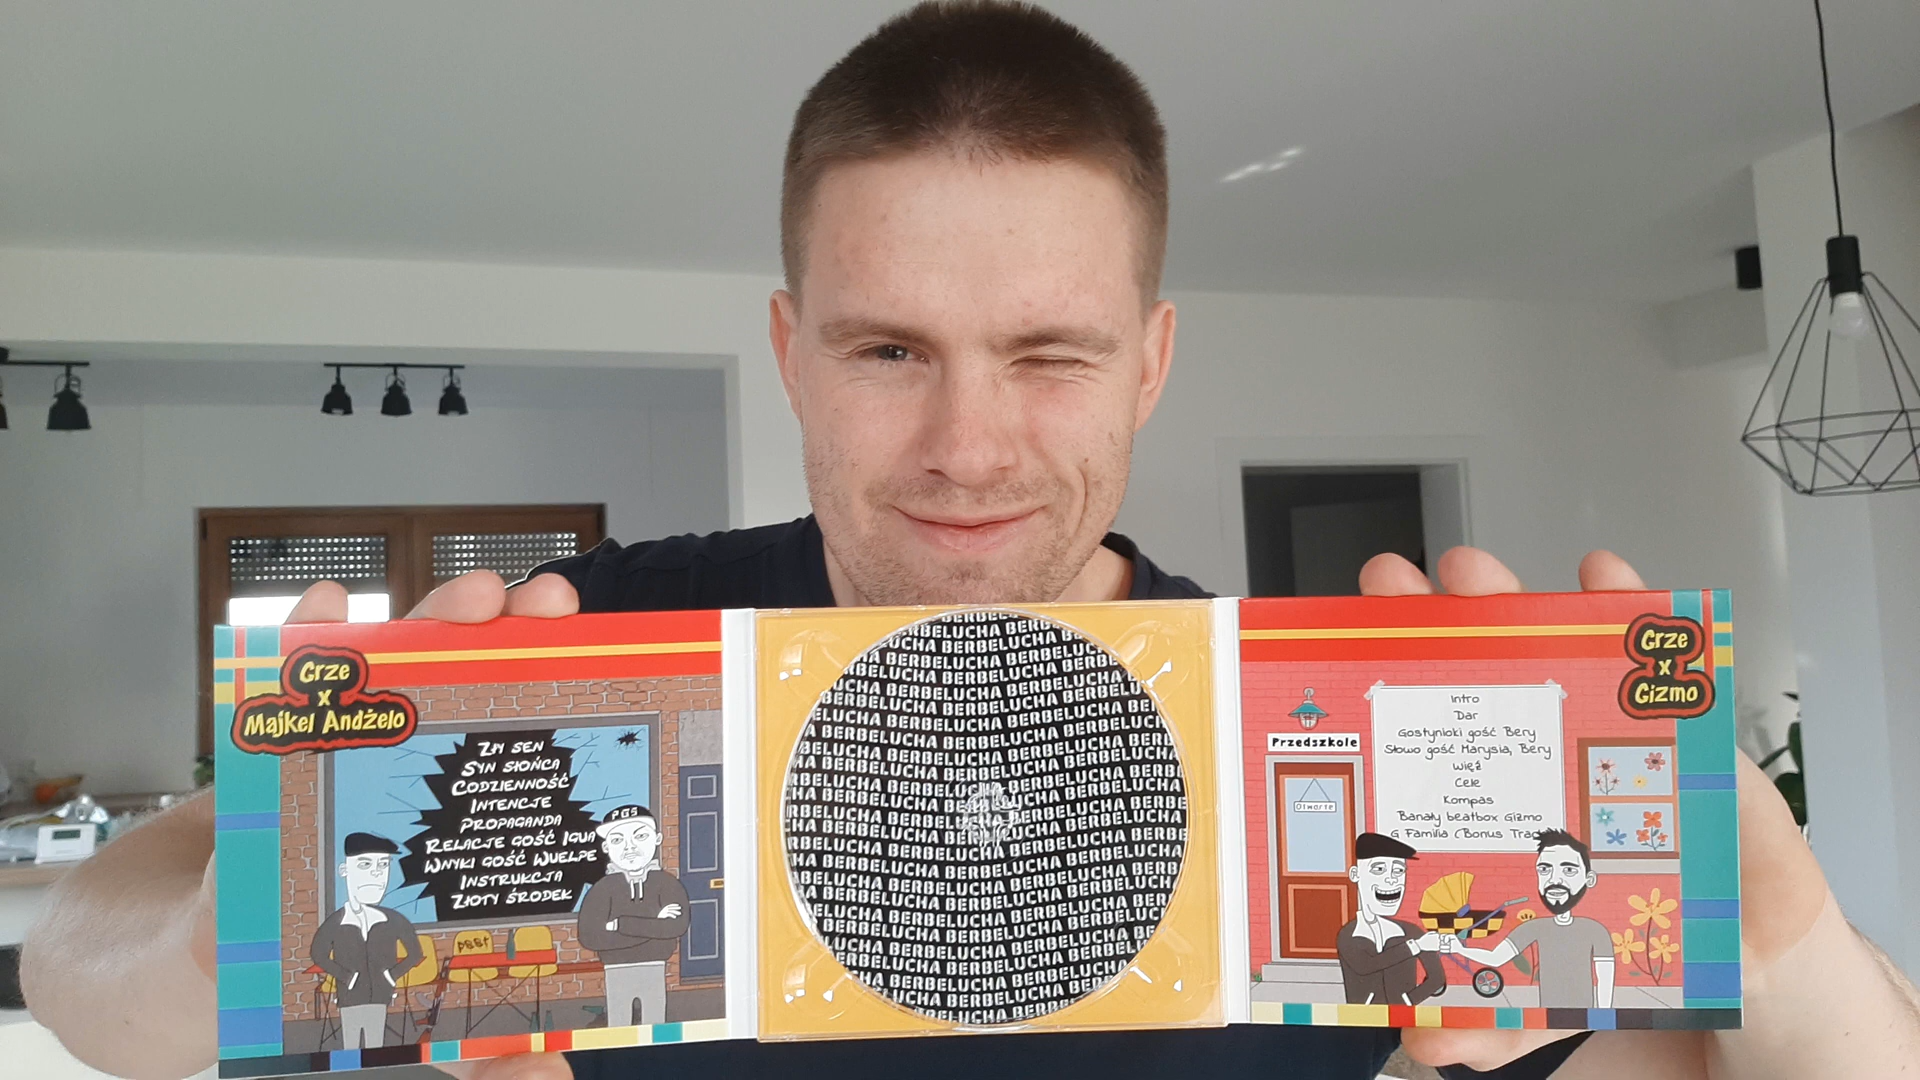 Grze
x
Majkel Andżelo
Zły sen
Syn słońca
Codzienność
Intencje
Propaganda
Relacje gość Igua
Wnyki gość Wuelpe
Instrukcja
Złoty środek
PGS
BERBELUCHA BERBELUCHA BERBELUCHA
Grze
x
Gizmo
Przedszkole
Otwarte
Intro
Dar
Gostynioki gość Bery
Słowo gość Marysia, Bery
Więź
Cele
Kompas
Banały beatbox Gizmo
G Familia (Bonus Track